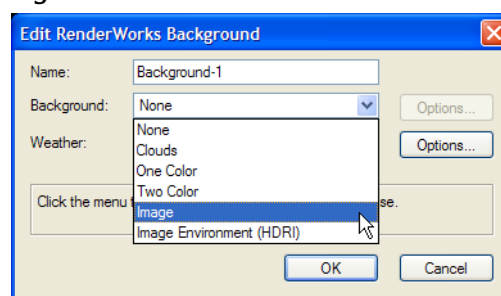 Edit RenderWorks Background
Name: Background-1
Background: None Options...
None
Weather: Clouds Options...
One Color
Two Color
Click the menu se.
Image
Image Environment (HDRI)
OK Cancel